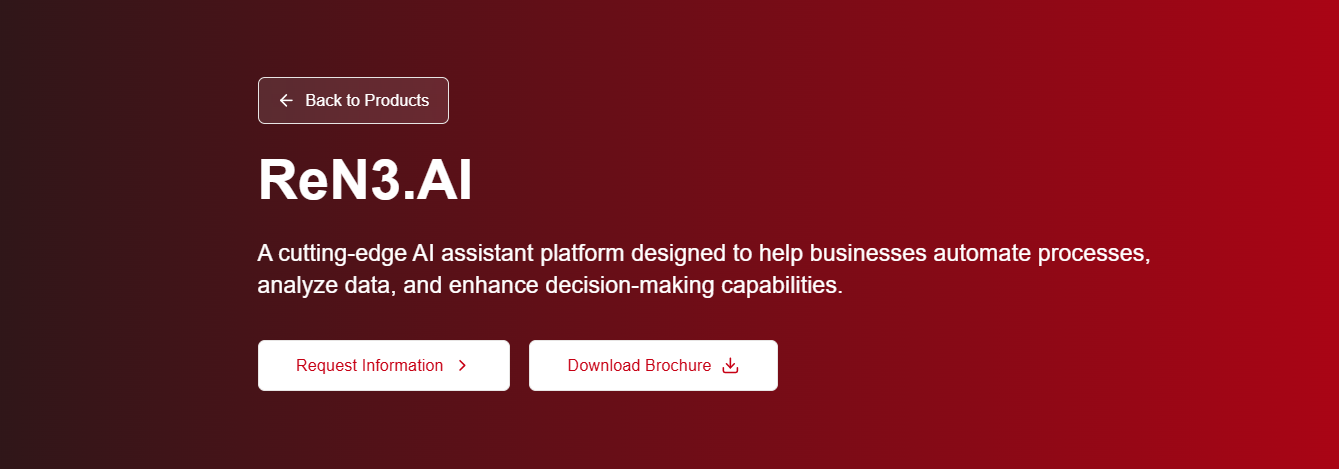 Back to Products
ReN3.AI
A cutting-edge AI assistant platform designed to help businesses automate processes,
analyze data, and enhance decision-making capabilities.
Request Information
Download Brochure